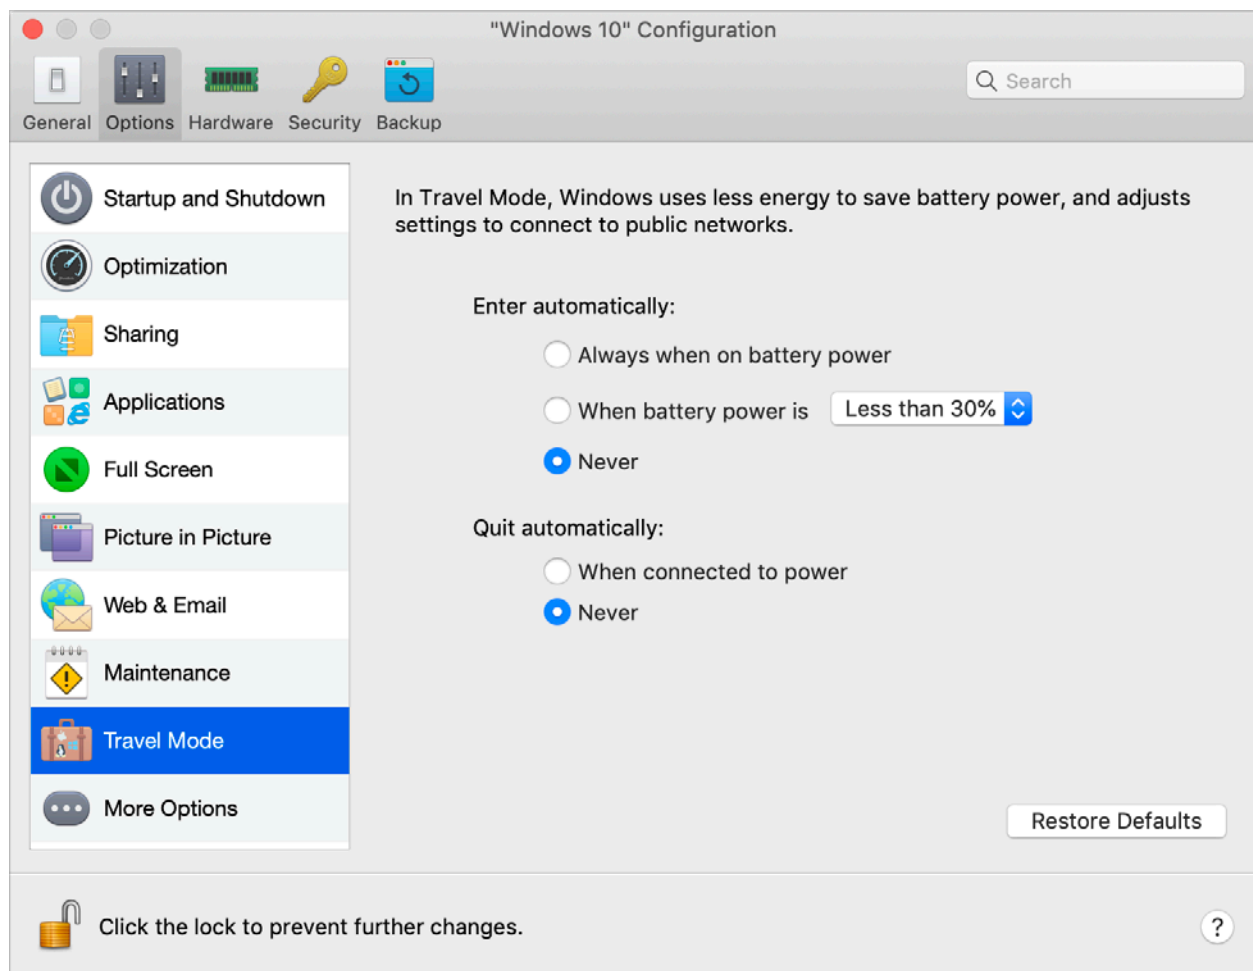 "Windows 10" Configuration
General Options Hardware Security Backup
Search
Startup and Shutdown
Optimization
Sharing
Applications
Full Screen
Picture in Picture
Web & Email
Maintenance
Travel Mode
More Options
In Travel Mode, Windows uses less energy to save battery power, and adjusts
settings to connect to public networks.
Enter automatically:
Always when on battery power
When battery power is Less than 30%
Never
Quit automatically:
When connected to power
Never
Restore Defaults
Click the lock to prevent further changes.
?